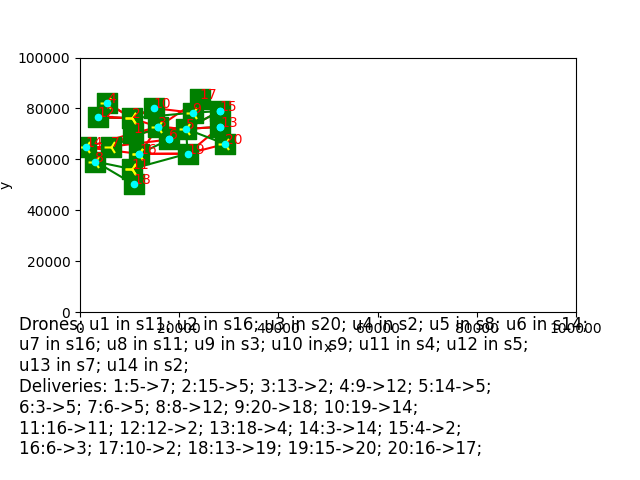 100000
80000
60000
40000
20000
0
y
0 20000 40000 60000 80000 100000
x
17
15
13
20
19
18
Drones: u1 in s11; u2 in s16; u3 in s20; u4 in s2; u5 in s8; u6 in s14;
u7 in s16; u8 in s11; u9 in s3; u10 in s9; u11 in s4; u12 in s5;
u13 in s7; u14 in s2;
Deliveries: 1:5->7; 2:15->5; 3:13->2; 4:9->12; 5:14->5;
6:3->5; 7:6->5; 8:8->12; 9:20->18; 10:19->14;
11:16->11; 12:12->2; 13:18->4; 14:3->14; 15:4->2;
16:6->3; 17:10->2; 18:13->19; 19:15->20; 20:16->17;